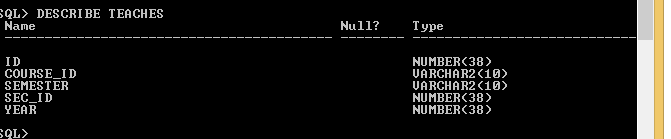 SQL> DESCRIBE TEACHES
Name Null? Type
ID NUMBER(38)
COURSE_ID VARCHAR2(10)
SEMESTER VARCHAR2(10)
SEC_ID NUMBER(38)
YEAR NUMBER(38)
SQL>